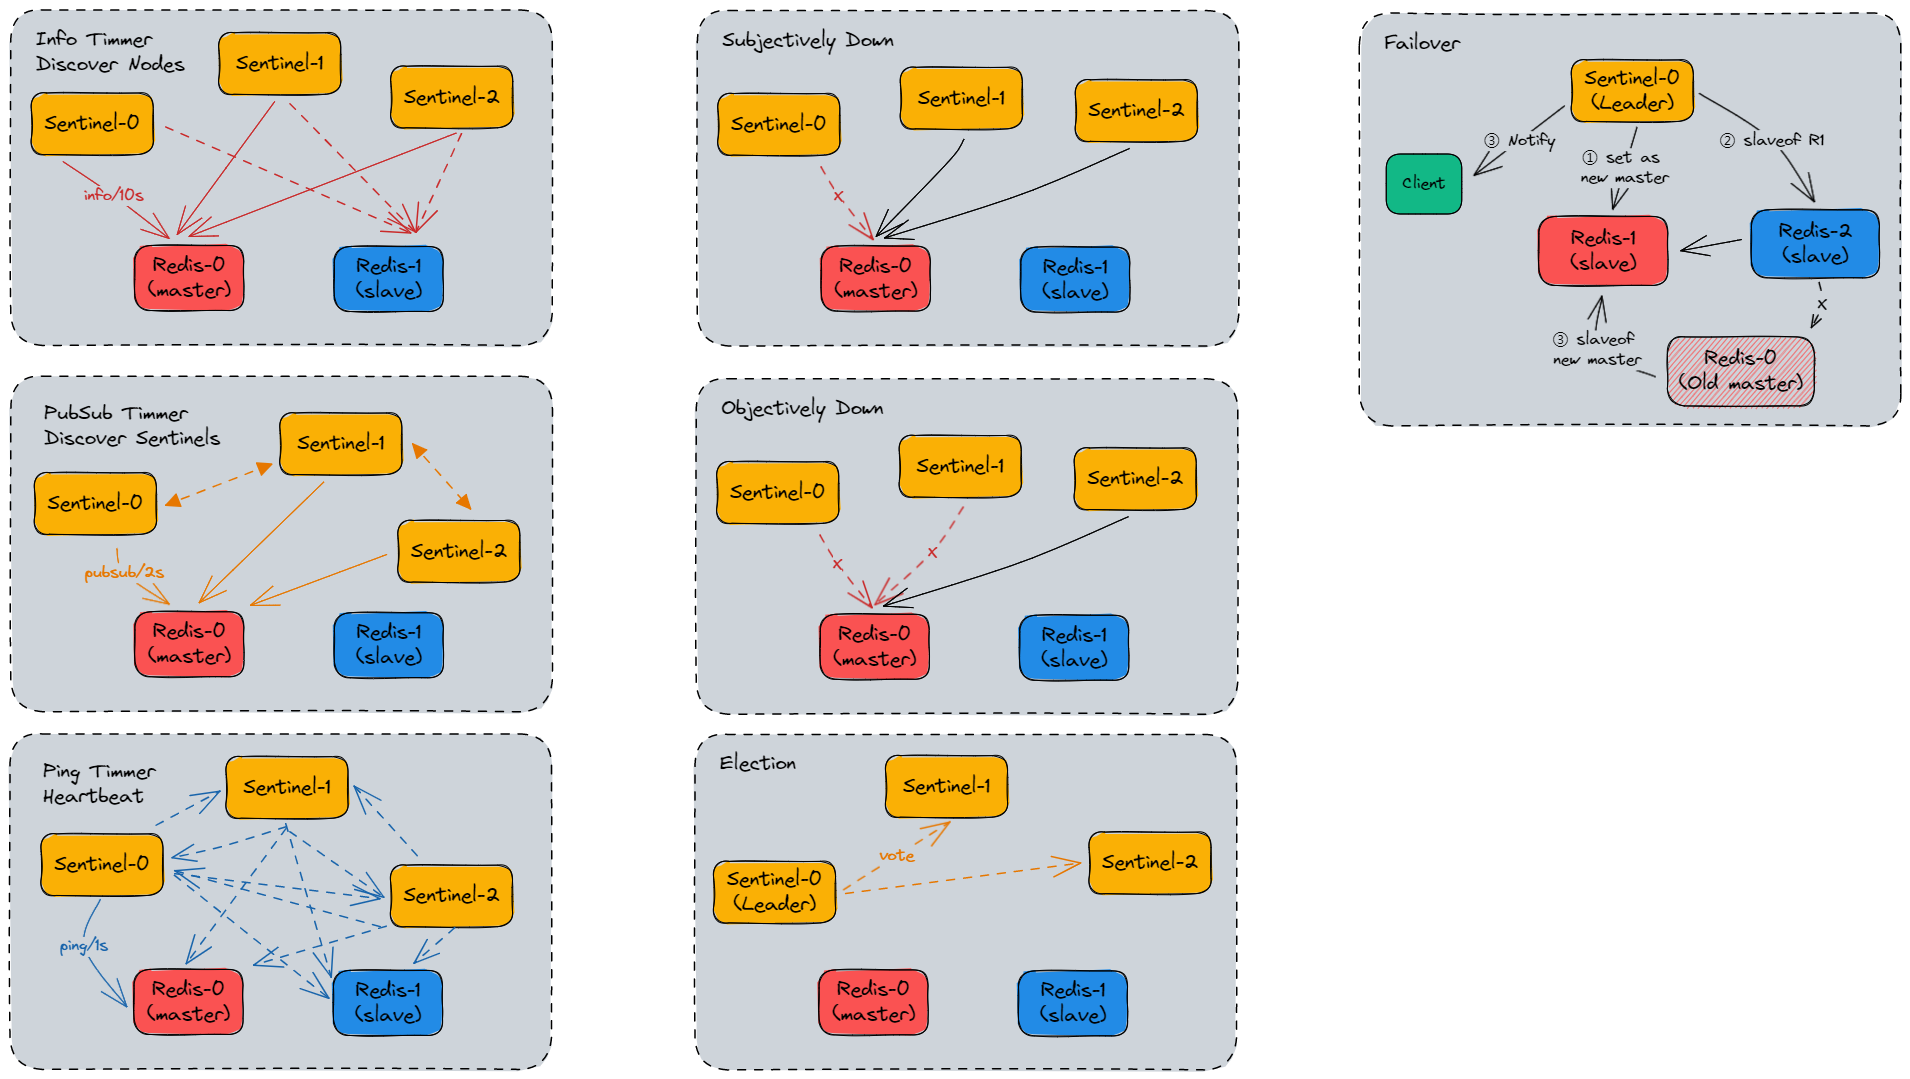 Info Timmer
Discover Nodes
Sentinel-1
Sentinel-2
Sentinel-0
info/10s
Redis-0
(master)
Redis-1
(slave)
PubSub Timmer
Discover Sentinels
Sentinel-1
Sentinel-0
Sentinel-2
pubsub/2s
Redis-0
(master)
Redis-1
(slave)
Ping Timmer
Heartbeat
Sentinel-1
Sentinel-0
Sentinel-2
ping/1s
Redis-0
(master)
Redis-1
(slave)
Subjectively Down
Sentinel-1
Sentinel-2
Sentinel-0
x
Redis-0
(master)
Redis-1
(slave)
Objectively Down
Sentinel-1
Sentinel-2
Sentinel-0
x
x
Redis-0
(master)
Redis-1
(slave)
Election
Sentinel-1
Sentinel-2
vote
Sentinel-0
(Leader)
Redis-0
(master)
Redis-1
(slave)
Failover
Sentinel-0
(Leader)
③ Notify
② slaveof R1
① set as
new master
Client
Redis-1
(slave)
Redis-2
(slave)
x
③ slaveof
new master
Redis-0
(Old master)